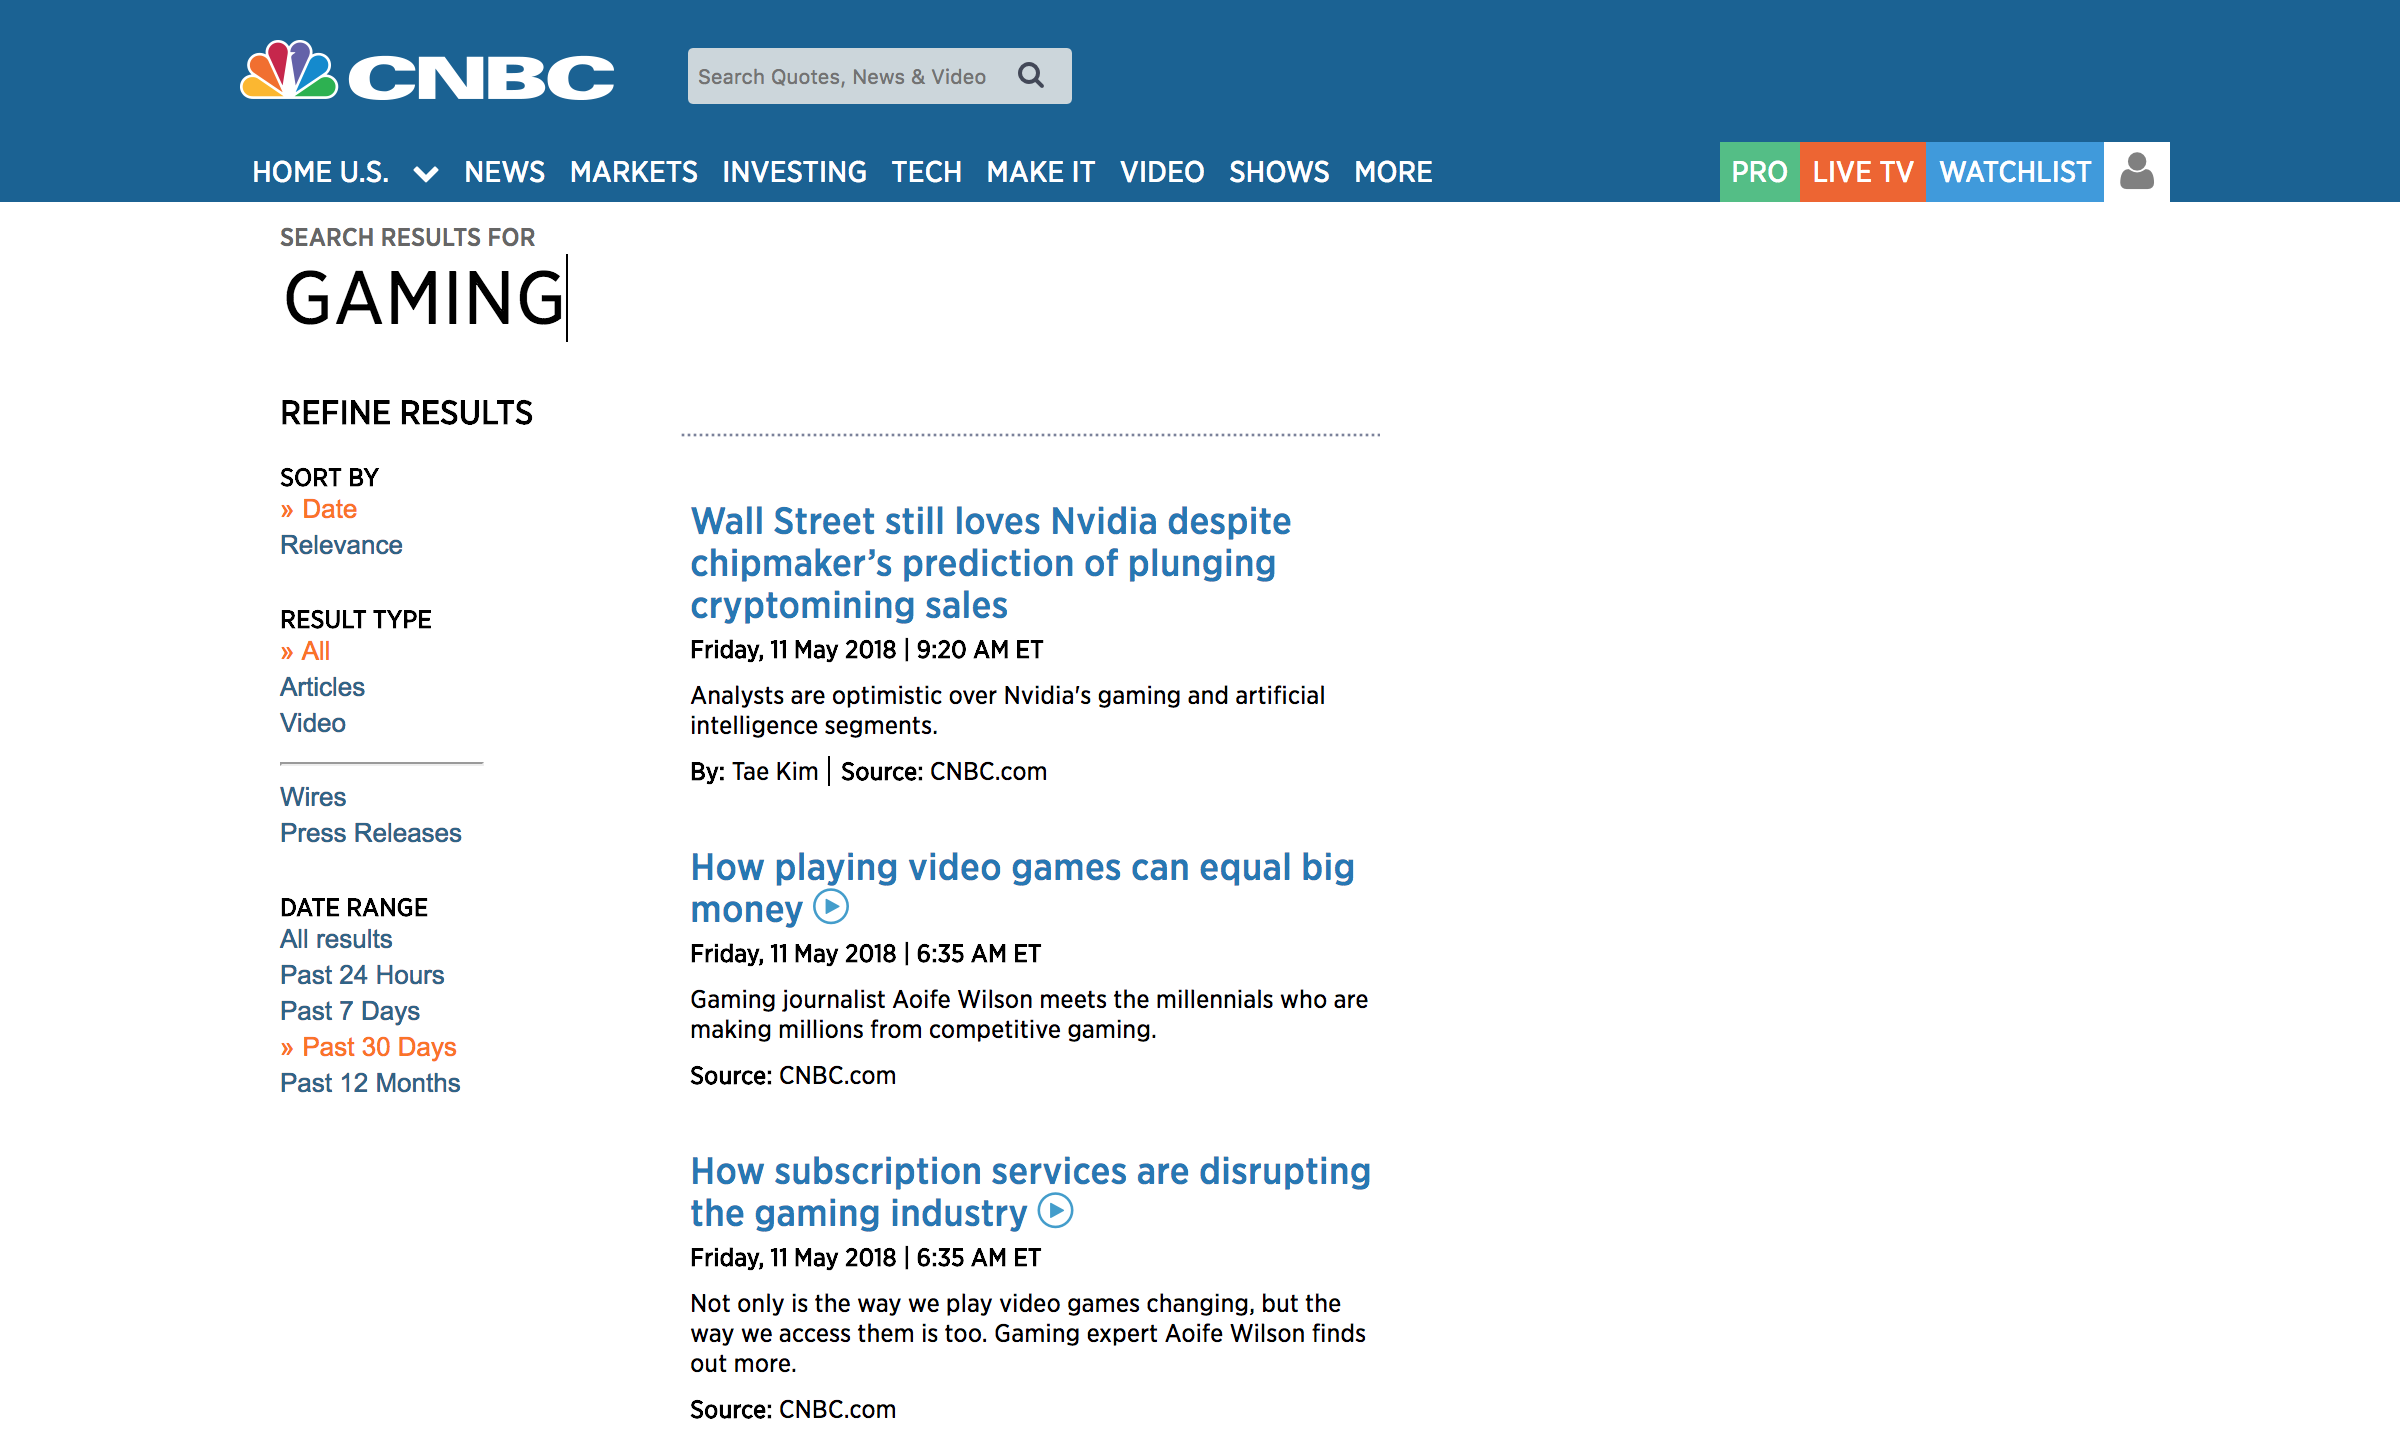 CNBC
Search Quotes, News & Video
HOME U.S. NEWS MARKETS INVESTING TECH MAKE IT VIDEO SHOWS MORE PRO LIVE TV WATCHLIST
SEARCH RESULTS FOR
GAMING
REFINE RESULTS
SORT BY
» Date
Relevance
RESULT TYPE
» All
Articles
Video
Wires
Press Releases
DATE RANGE
All results
Past 24 Hours
Past 7 Days
» Past 30 Days
Past 12 Months
Wall Street still loves Nvidia despite
chipmaker’s prediction of plunging
cryptomining sales
Friday, 11 May 2018 | 9:20 AM ET
Analysts are optimistic over Nvidia's gaming and artificial
intelligence segments.
By: Tae Kim | Source: CNBC.com
How playing video games can equal big
money
Friday, 11 May 2018 | 6:35 AM ET
Gaming journalist Aoife Wilson meets the millennials who are
making millions from competitive gaming.
Source: CNBC.com
How subscription services are disrupting
the gaming industry
Friday, 11 May 2018 | 6:35 AM ET
Not only is the way we play video games changing, but the
way we access them is too. Gaming expert Aoife Wilson finds
out more.
Source: CNBC.com